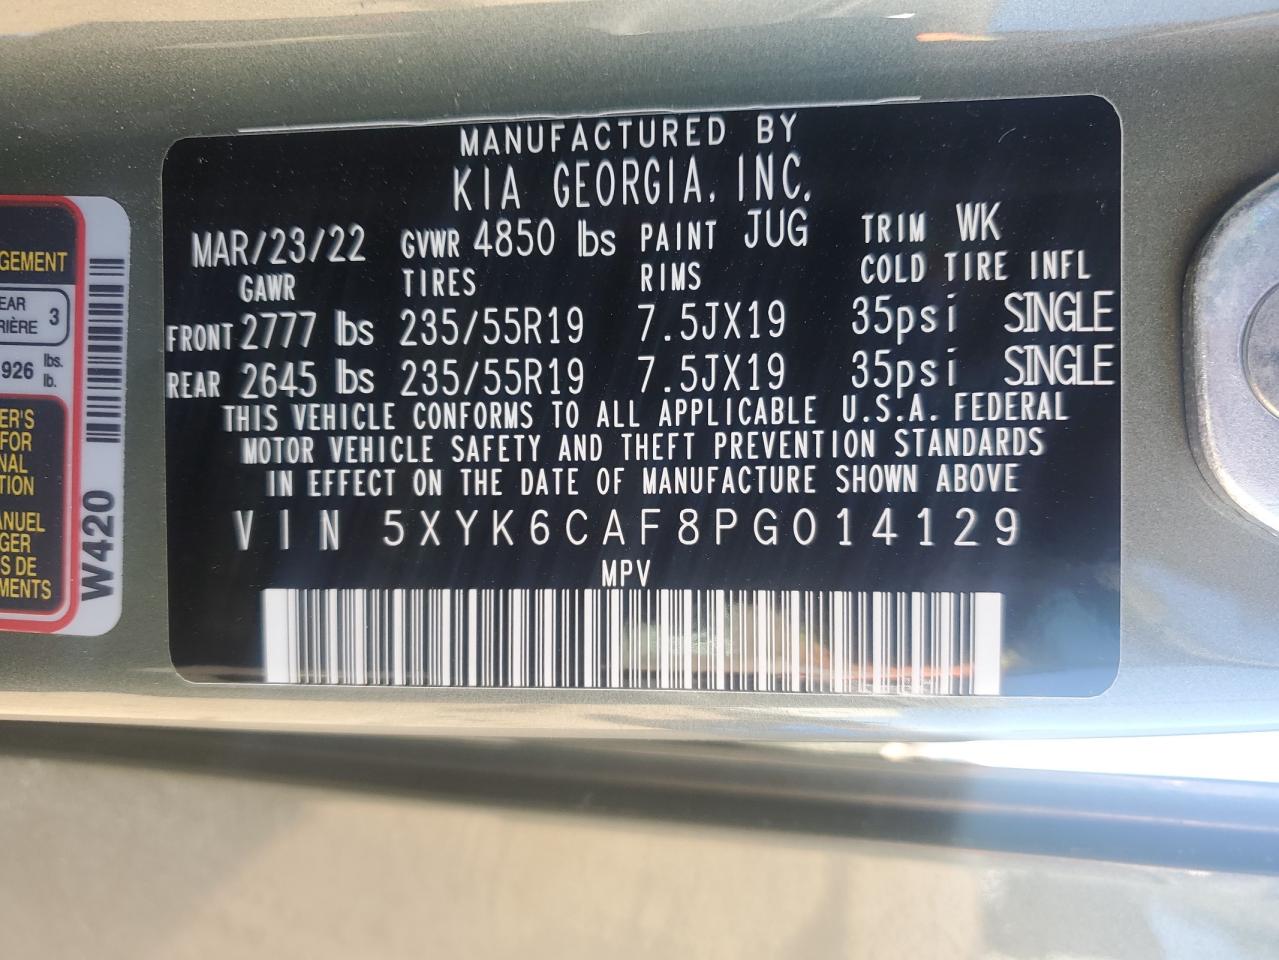 MANUFACTURED BY
KIA GEORGIA, INC.
MAR/23/22 GVWR 4850 lbs PAINT JUG TRIM WK
GAWR TIRES RIMS COLD TIRE INFL
FRONT 2777 lbs 235/55R19 7.5JX19 35psi SINGLE
REAR 2645 lbs 235/55R19 7.5JX19 35psi SINGLE
THIS VEHICLE CONFORMS TO ALL APPLICABLE U.S.A. FEDERAL
MOTOR VEHICLE SAFETY AND THEFT PREVENTION STANDARDS
IN EFFECT ON THE DATE OF MANUFACTURE SHOWN ABOVE
VIN 5XYK6CAF8PG014129
MPV
GEMENT
EAR
RIÈRE 3
926 lbs.
lb.
ER'S
FOR
NAL
TION
ANUEL
GER
S DE
MENTS
W420